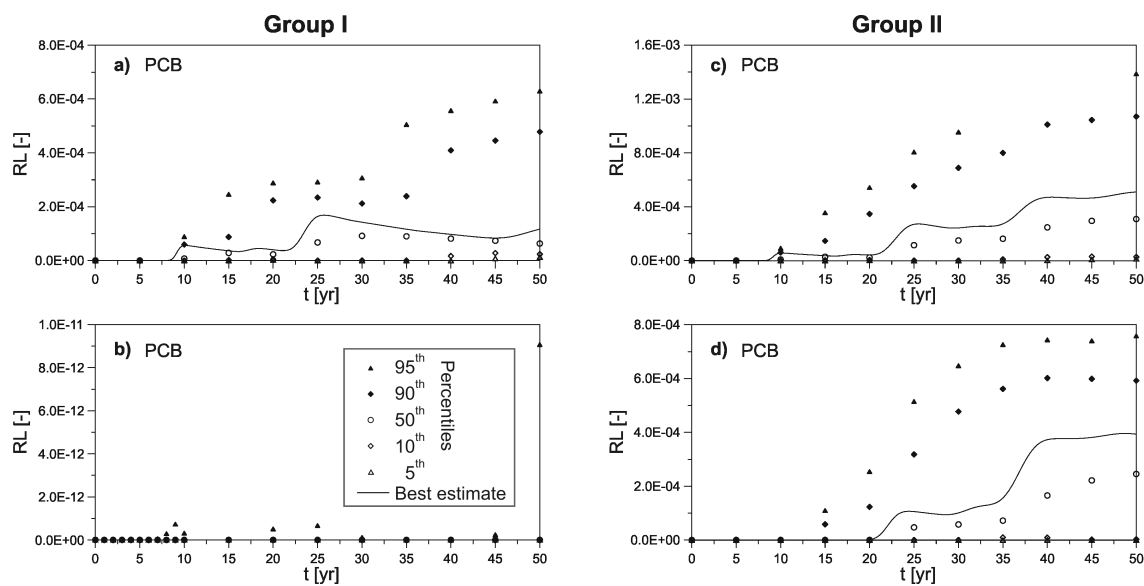 Group I
Group II
8.0E-04
6.0E-04
4.0E-04
2.0E-04
0.0E+00
RL [-]
a) PCB
0 5 10 15 20 25 30 35 40 45 50
t [yr]
1.6E-03
1.2E-03
8.0E-04
4.0E-04
0.0E+00
RL [-]
c) PCB
0 5 10 15 20 25 30 35 40 45 50
t [yr]
1.0E-11
8.0E-12
6.0E-12
4.0E-12
2.0E-12
0.0E+00
RL [-]
b) PCB
95th
90th
50th
10th
5th
Percentiles
Best estimate
0 5 10 15 20 25 30 35 40 45 50
t [yr]
8.0E-04
6.0E-04
4.0E-04
2.0E-04
0.0E+00
RL [-]
d) PCB
0 5 10 15 20 25 30 35 40 45 50
t [yr]